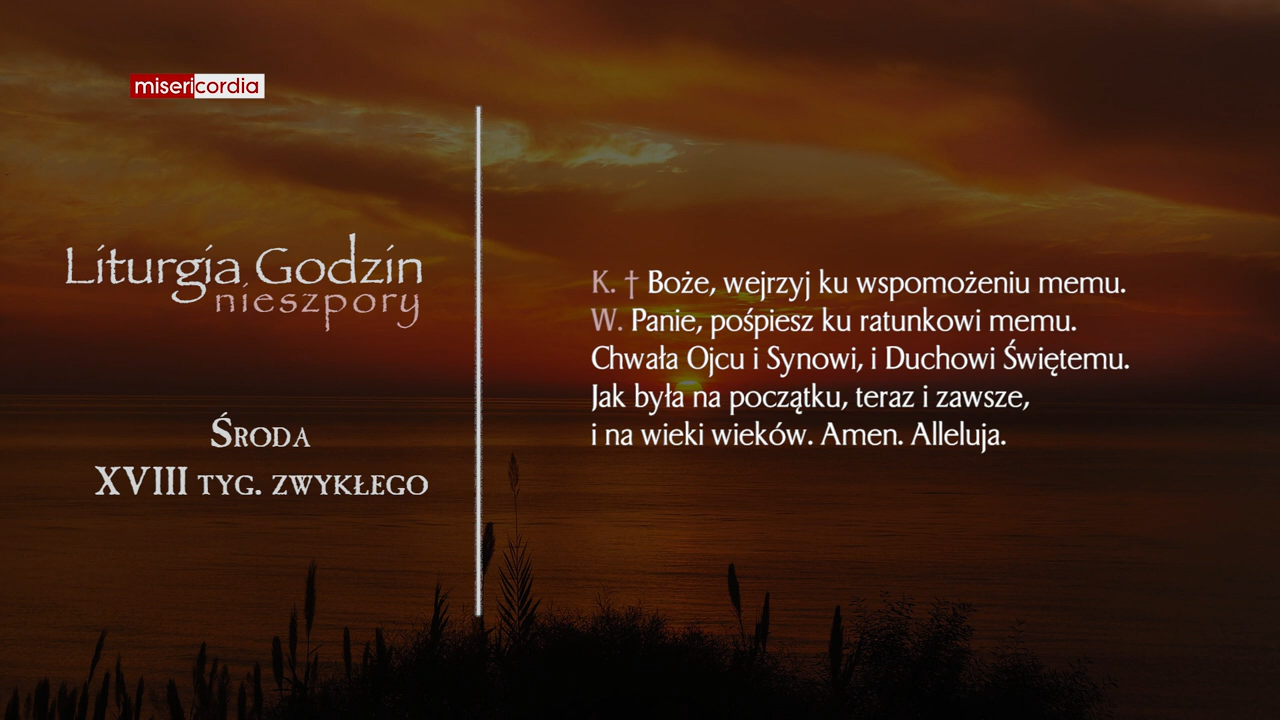 misericordia
Liturgia Godzin
nieszpory
Środa
XVIII tyg. zwykłego
K. † Boże, wejrzyj ku wspomożeniu memu.
W. Panie, pośpiesz ku ratunkowi memu.
Chwała Ojcu i Synowi, i Duchowi Świętemu.
Jak była na początku, teraz i zawsze,
i na wieki wieków. Amen. Alleluja.